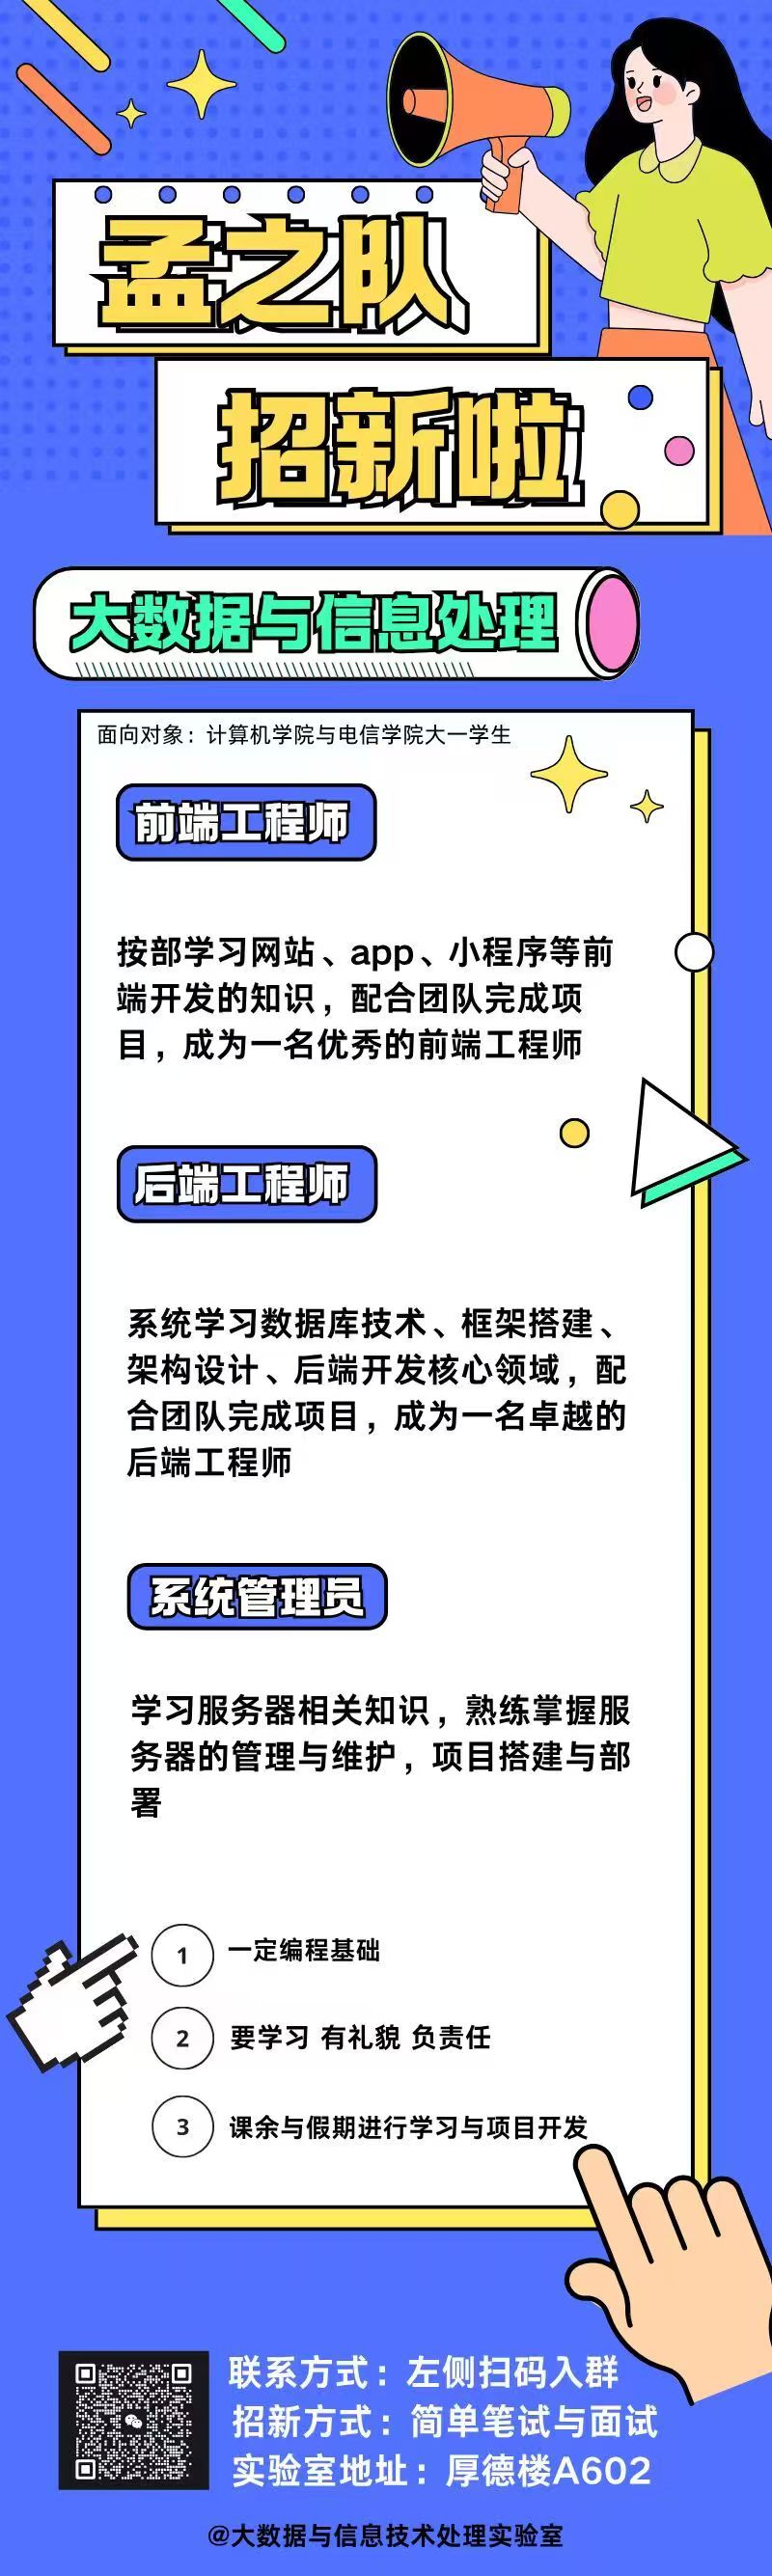 孟之队
招新啦
大数据与信息处理
面向对象：计算机学院与电信学院大一学生
前端工程师
按部学习网站、app、小程序等前
端开发的知识，配合团队完成项
目，成为一名优秀的前端工程师
后端工程师
系统学习数据库技术、框架搭建、
架构设计、后端开发核心领域，配
合团队完成项目，成为一名卓越的
后端工程师
系统管理员
学习服务器相关知识，熟练掌握服
务器的管理与维护，项目搭建与部
署
1 一定编程基础
2 要学习 有礼貌 负责任
3 课余与假期进行学习与项目开发
联系方式：左侧扫码入群
招新方式：简单笔试与面试
实验室地址：厚德楼A602
@大数据与信息技术处理实验室